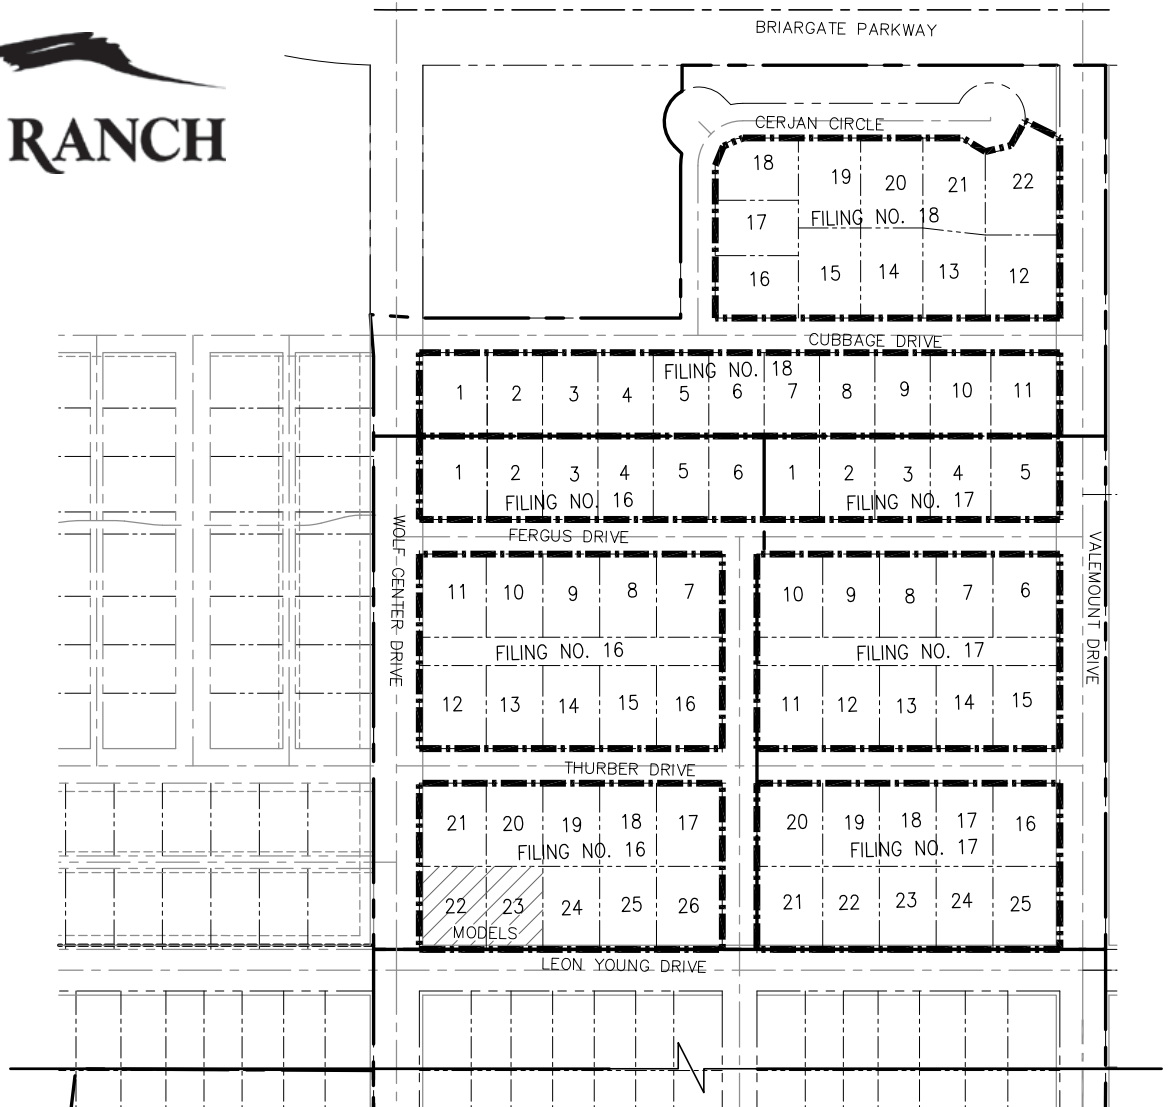 BRIARGATE PARKWAY
RANCH
CERJAN CIRCLE
18 19 20 21 22
17 FILING NO. 18
16 15 14 13 12
CUBBAGE DRIVE
FILING NO. 18
1 2 3 4 5 6 7 8 9 10 11
1 2 3 4 5 6 1 2 3 4 5
FILING NO. 16 FILING NO. 17
FERGUS DRIVE
WOLF CENTER DRIVE
VALEMOUNT DRIVE
11 10 9 8 7 10 9 8 7 6
FILING NO. 16 FILING NO. 17
12 13 14 15 16 11 12 13 14 15
THURBER DRIVE
21 20 19 18 17 20 19 18 17 16
FILING NO. 16 FILING NO. 17
22 23 24 25 26 21 22 23 24 25
MODELS
LEON YOUNG DRIVE